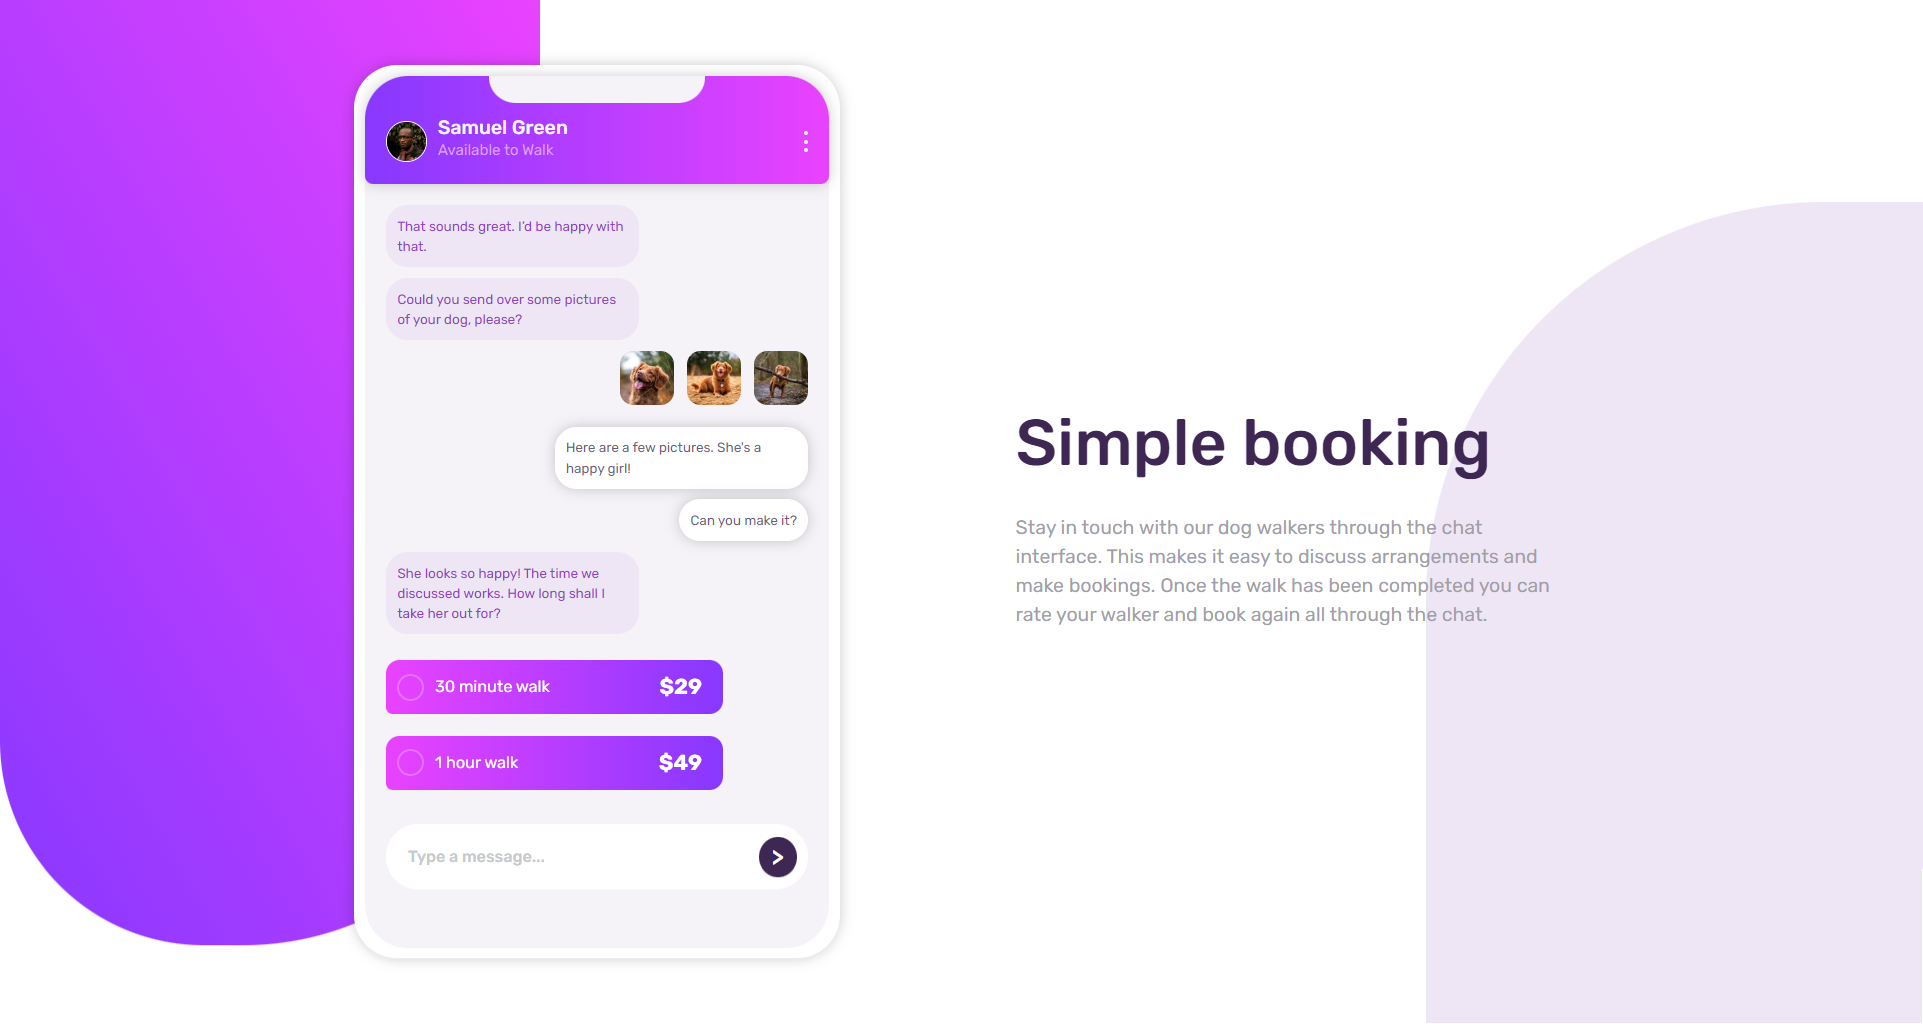 Samuel Green
Available to Walk
That sounds great. I'd be happy with
that.
Could you send over some pictures
of your dog, please?
Here are a few pictures. She's a
happy girl!
Can you make it?
She looks so happy! The time we
discussed works. How long shall I
take her out for?
30 minute walk $29
1 hour walk $49
Type a message...
Simple booking
Stay in touch with our dog walkers through the chat
interface. This makes it easy to discuss arrangements and
make bookings. Once the walk has been completed you can
rate your walker and book again all through the chat.